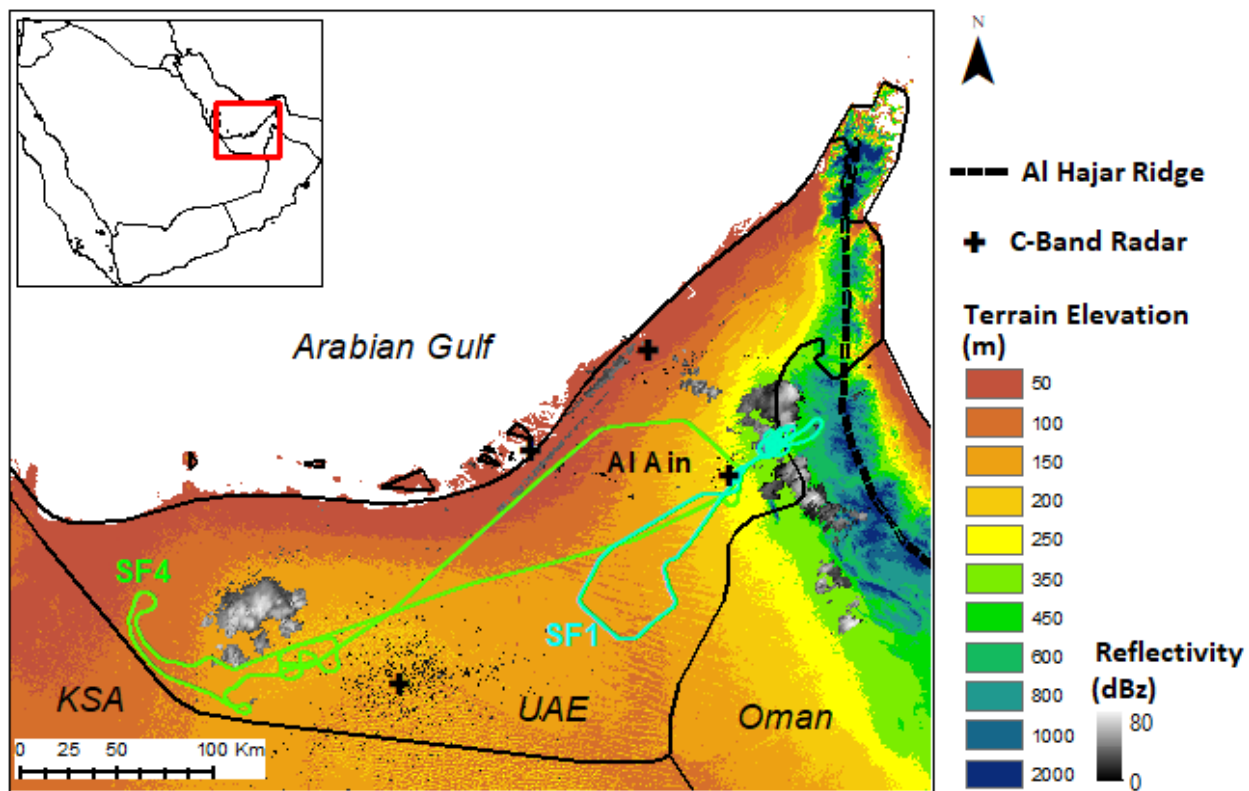 N
Al Hajar Ridge
C-Band Radar
Terrain Elevation
(m)
50
100
150
200
250
350
450
600
800
1000
2000
Reflectivity
(dBz)
80
0
Arabian Gulf
Al Ain
SF4
SF1
KSA
UAE
Oman
0 25 50 100 Km